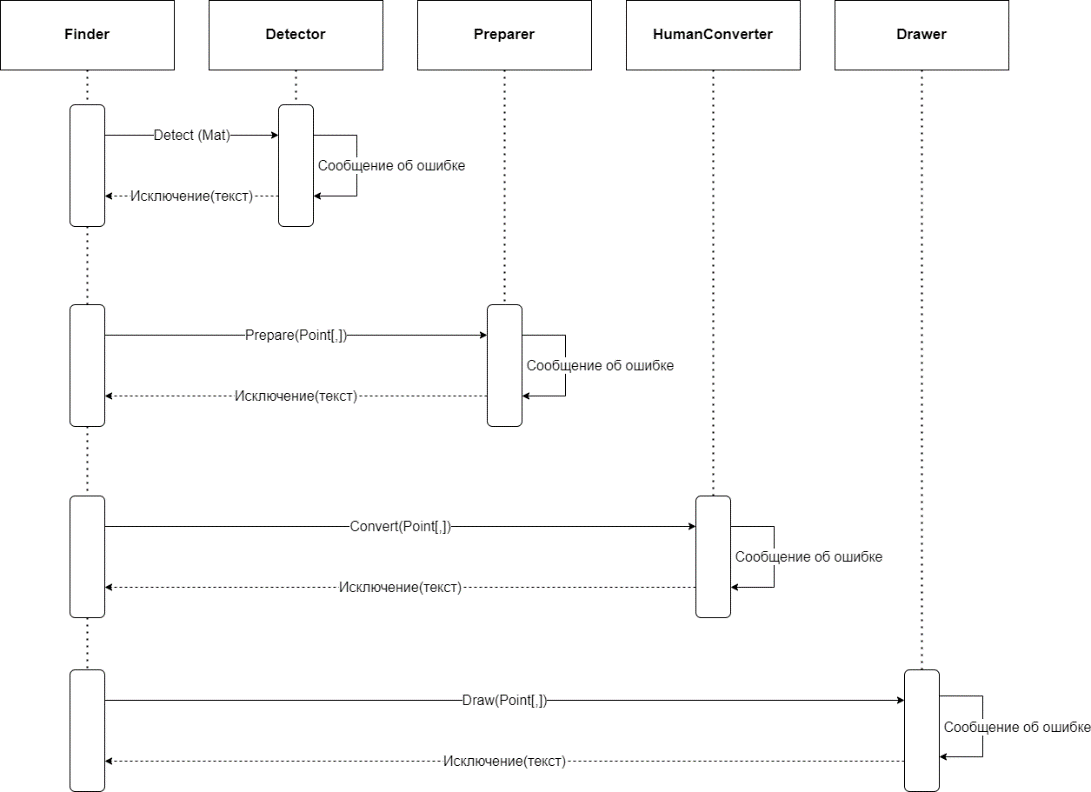 Finder
Detector
Preparer
HumanConverter
Drawer
Detect (Mat)
Сообщение об ошибке
Исключение(текст)
Prepare(Point[,])
Сообщение об ошибке
Исключение(текст)
Convert(Point[,])
Сообщение об ошибке
Исключение(текст)
Draw(Point[,])
Сообщение об ошибке
Исключение(текст)